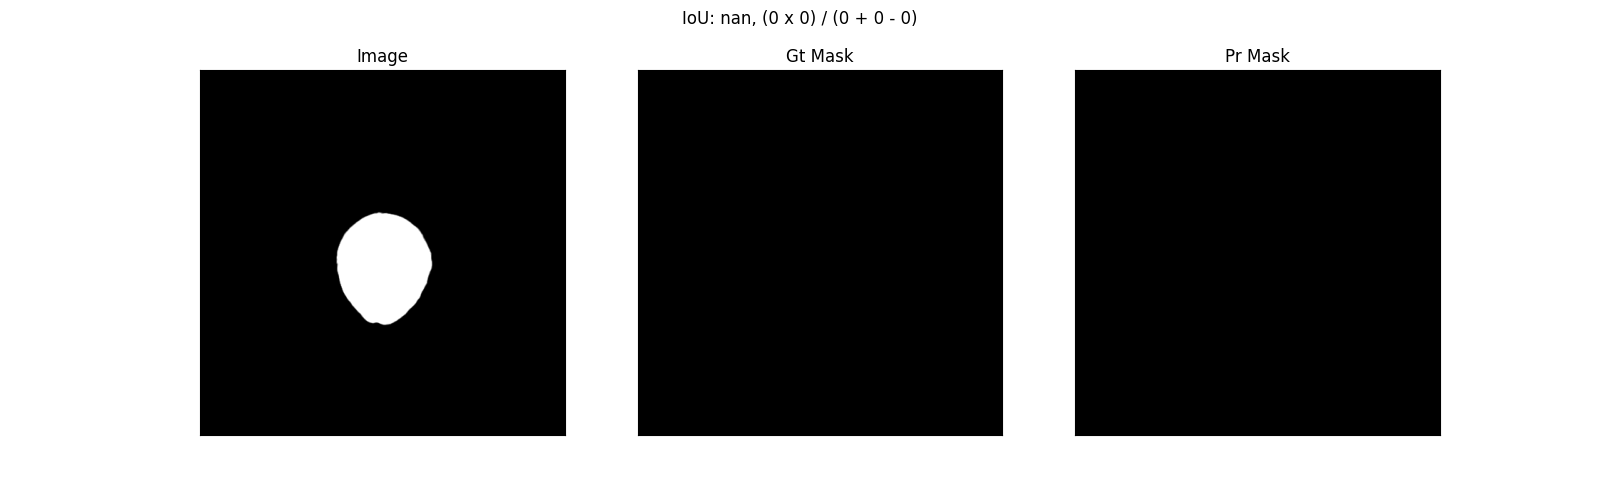 IoU: nan, (0 x 0) / (0 + 0 - 0)
Image
Gt Mask
Pr Mask